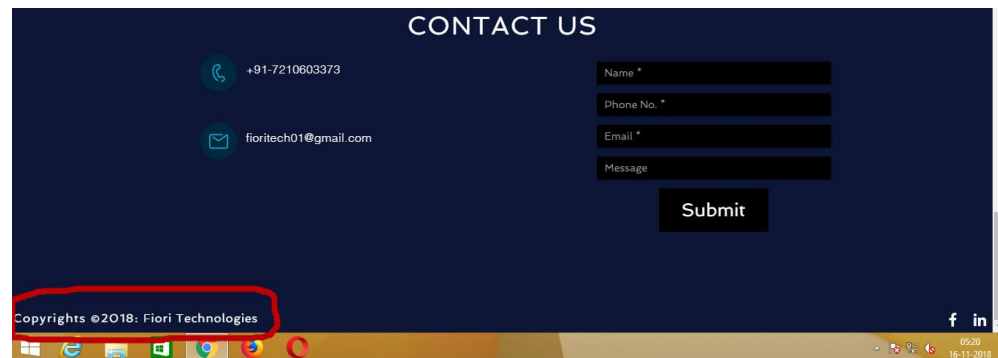 CONTACT US
+91-7210603373
fioritech01@gmail.com
Name *
Phone No. *
Email *
Message
Submit
Copyrights ©2018: Fiori Technologies
f in
05:20
16-11-2018